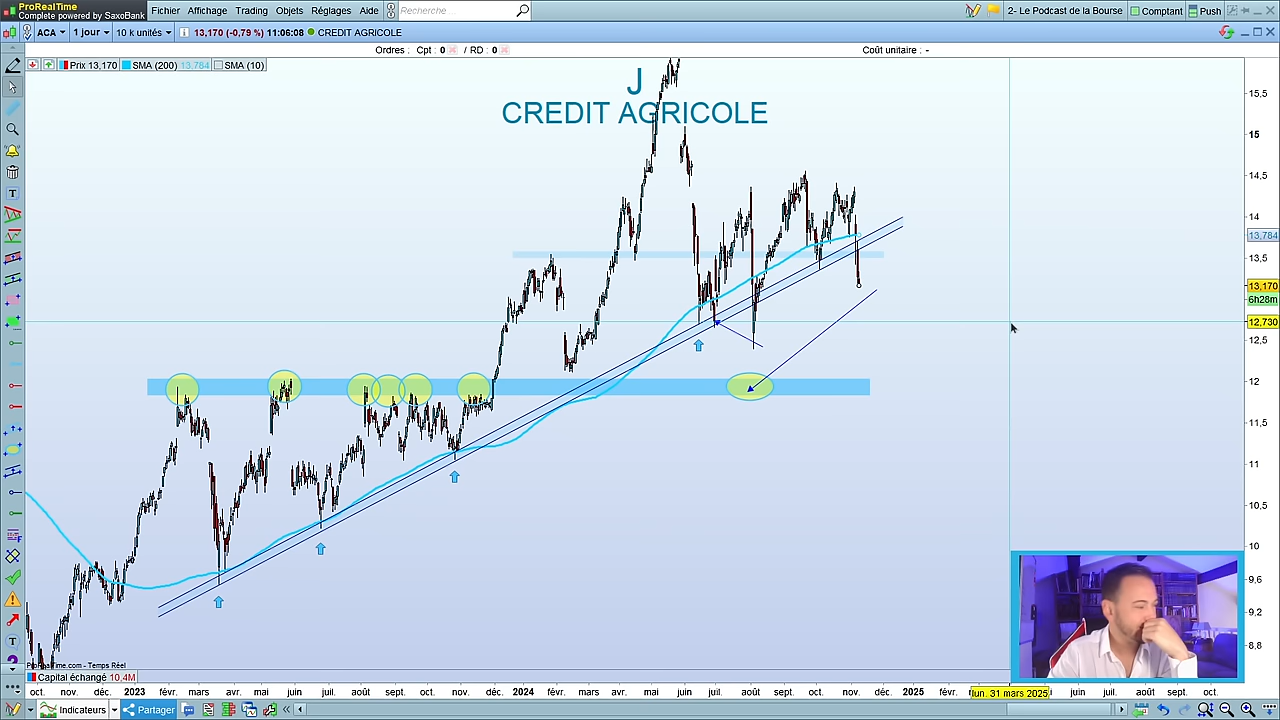 ProRealTime
Complete powered by SaxoBank
Fichier Affichage Trading Objets Réglages Aide Recherche... 2- Le Podcast de la Bourse Comptant Push
ACA 1 jour 10 k unités 13,170 (-0,79 %) 11:06:08 CREDIT AGRICOLE
Ordres : Cpt : 0 / RD : 0 Coût unitaire : -
Prix 13,170 SMA (200) 13.784 SMA (10)
J
CREDIT AGRICOLE
15,5
15
14,5
14
13,784
13,5
13,170
6h28m
12,730
12,5
12
11,5
11
10,5
10
9,6
9,2
8,8
ProRealTime.com - Temps Réel
Capital échangé 10.4M
oct. nov. déc. 2023 févr. mars avr. mai juin juil. août sept. oct. nov. déc. 2024 févr. mars avr. mai juin juil. août sept. oct. nov. déc. 2025 févr. lun. 31 mars 2025 juin juil. août sept. oct.
Indicateurs Partager